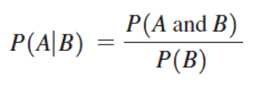 P(A|B) = P(A and B) / P(B)